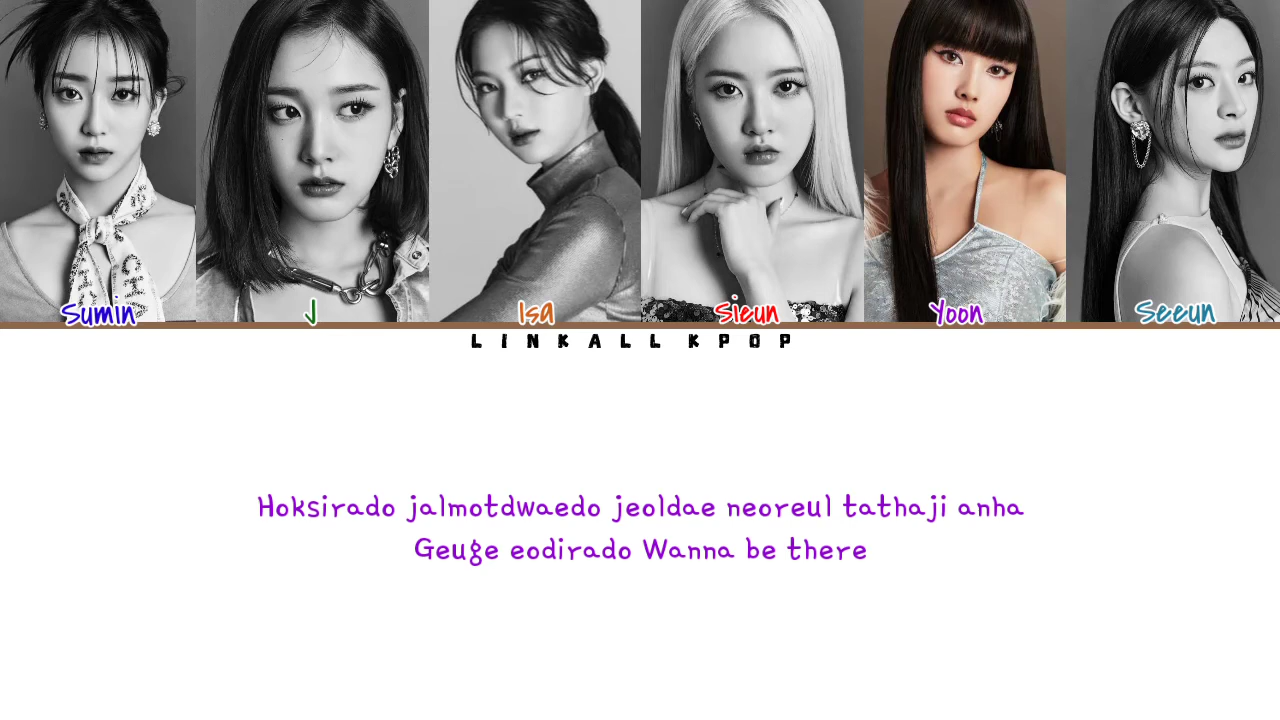 Sumin
J
Isa
Sieun
Yoon
Seeun
LINKALL KPOP
Hoksirado jalmotdwaedo jeoldae neoreul tathaji anha
Geuge eodirado Wanna be there